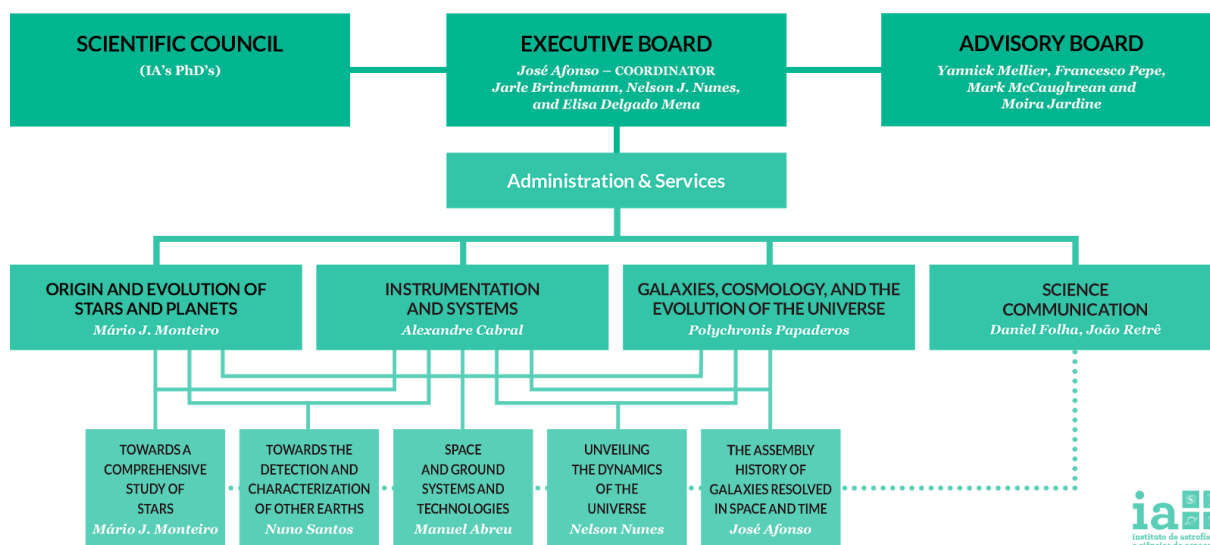 SCIENTIFIC COUNCIL
(IA's PhD's)
EXECUTIVE BOARD
José Afonso – COORDINATOR
Jarle Brinchmann, Nelson J. Nunes,
and Elisa Delgado Mena
ADVISORY BOARD
Yannick Mellier, Francesco Pepe,
Mark McCaughrean and
Moira Jardine
Administration & Services
ORIGIN AND EVOLUTION OF
STARS AND PLANETS
Mário J. Monteiro
INSTRUMENTATION
AND SYSTEMS
Alexandre Cabral
GALAXIES, COSMOLOGY, AND THE
EVOLUTION OF THE UNIVERSE
Polychronis Papaderos
SCIENCE
COMMUNICATION
Daniel Folha, João Retrê
TOWARDS A
COMPREHENSIVE
STUDY OF
STARS
Mário J. Monteiro
TOWARDS THE
DETECTION AND
CHARACTERIZATION
OF OTHER EARTHS
Nuno Santos
SPACE
AND GROUND
SYSTEMS AND
TECHNOLOGIES
Manuel Abreu
UNVEILING
THE DYNAMICS
OF THE
UNIVERSE
Nelson Nunes
THE ASSEMBLY
HISTORY OF
GALAXIES RESOLVED
IN SPACE AND TIME
José Afonso
ia
instituto de
e ciências do